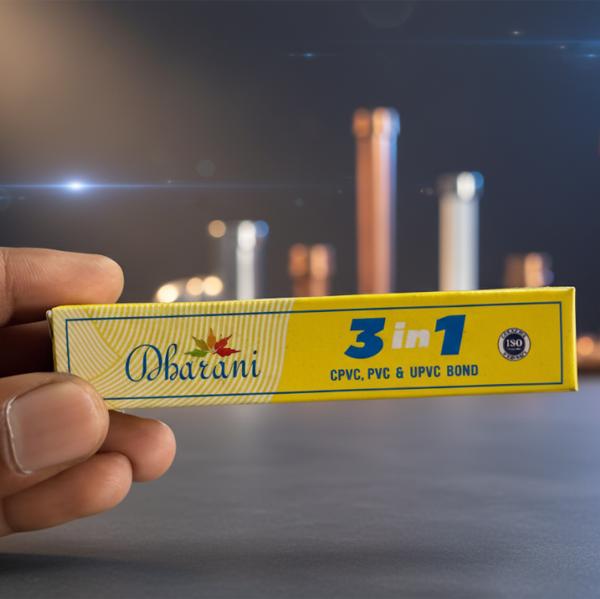 Dharani
3 in 1
CPVC, PVC & UPVC BOND
ISO